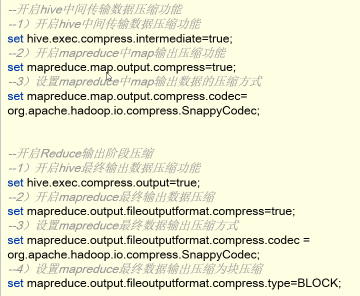 --开启hive中间传输数据压缩功能
--1）开启hive中间传输数据压缩功能
set hive.exec.compress.intermediate=true;
--2）开启mapreduce中map输出压缩功能
set mapreduce.map.output.compress=true;
--3）设置mapreduce中map输出数据的压缩方式
set mapreduce.map.output.compress.codec=
org.apache.hadoop.io.compress.SnappyCodec;
--开启Reduce输出阶段压缩
--1）开启hive最终输出数据压缩功能
set hive.exec.compress.output=true;
--2）开启mapreduce最终输出数据压缩
set mapreduce.output.fileoutputformat.compress=true;
--3）设置mapreduce最终数据输出压缩方式
set mapreduce.output.fileoutputformat.compress.codec =
org.apache.hadoop.io.compress.SnappyCodec;
--4）设置mapreduce最终数据输出压缩为块压缩
set mapreduce.output.fileoutputformat.compress.type=BLOCK;